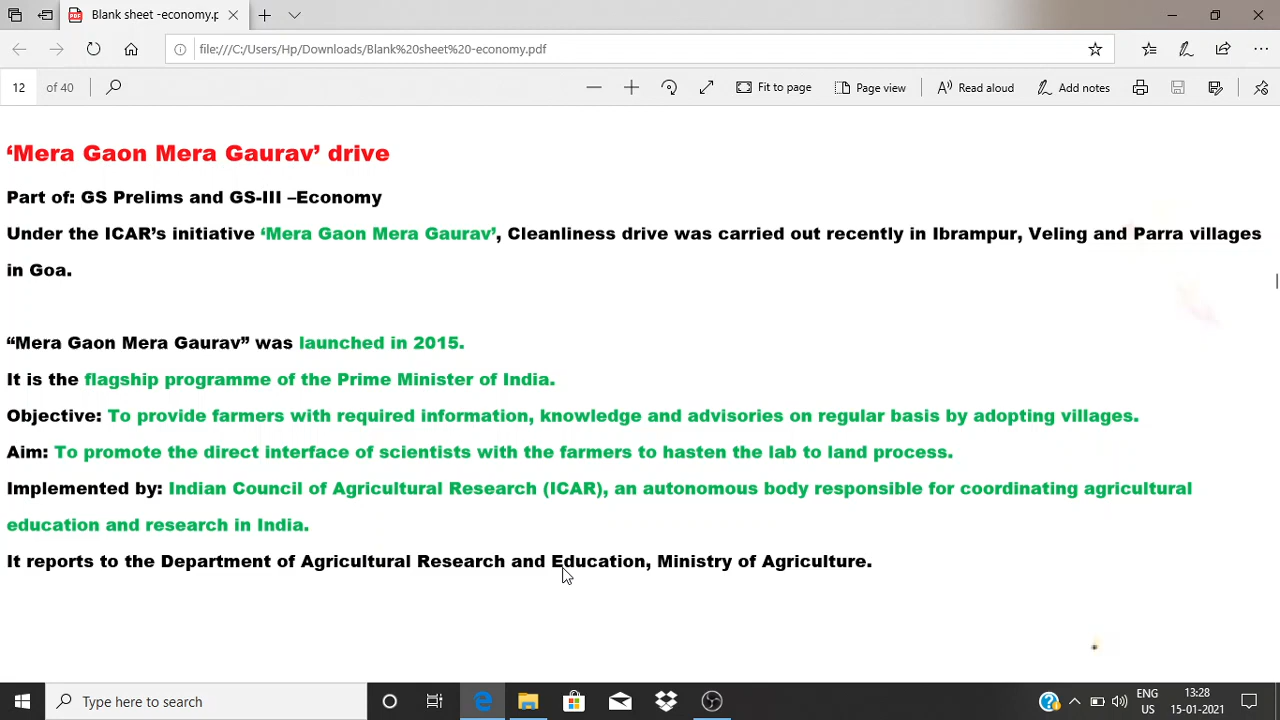 Blank sheet -economy.p
file:///C:/Users/Hp/Downloads/Blank%20sheet%20-economy.pdf
12 of 40 Fit to page Page view A Read aloud Add notes
‘Mera Gaon Mera Gaurav’ drive
Part of: GS Prelims and GS-III –Economy
Under the ICAR’s initiative ‘Mera Gaon Mera Gaurav’, Cleanliness drive was carried out recently in Ibrampur, Veling and Parra villages
in Goa.
“Mera Gaon Mera Gaurav” was launched in 2015.
It is the flagship programme of the Prime Minister of India.
Objective: To provide farmers with required information, knowledge and advisories on regular basis by adopting villages.
Aim: To promote the direct interface of scientists with the farmers to hasten the lab to land process.
Implemented by: Indian Council of Agricultural Research (ICAR), an autonomous body responsible for coordinating agricultural
education and research in India.
It reports to the Department of Agricultural Research and Education, Ministry of Agriculture.
Type here to search
ENG 13:28
US 15-01-2021